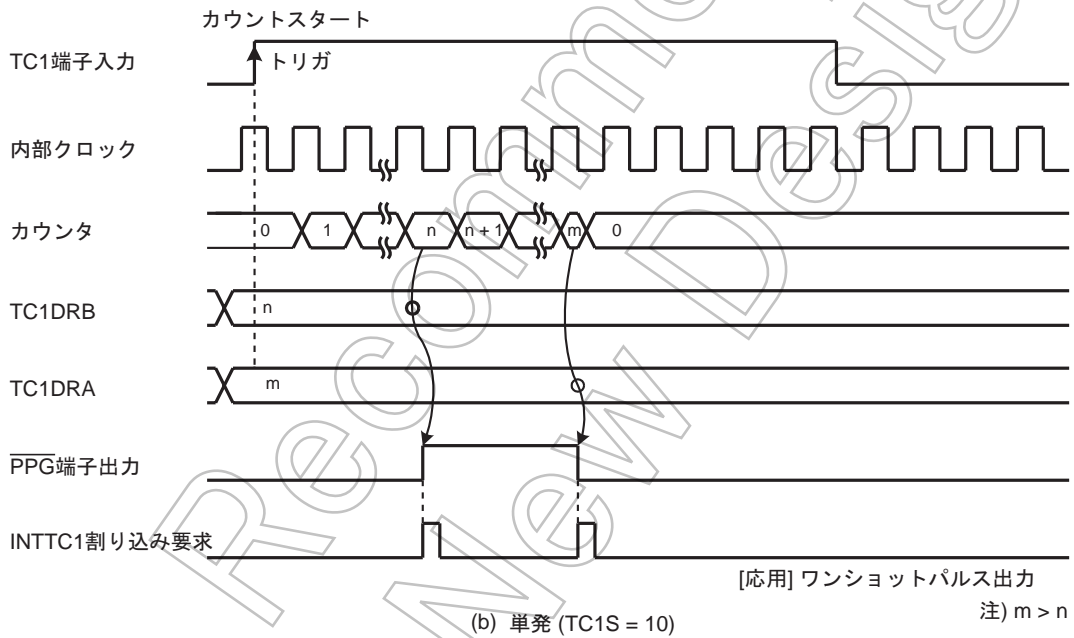 カウントスタート
TC1端子入力
トリガ
内部クロック
カウンタ
0 1 n n + 1 m 0
TC1DRB
n
TC1DRA
m
PPG端子出力
INTTC1割り込み要求
[応用] ワンショットパルス出力
注) m > n
(b) 単発 (TC1S = 10)